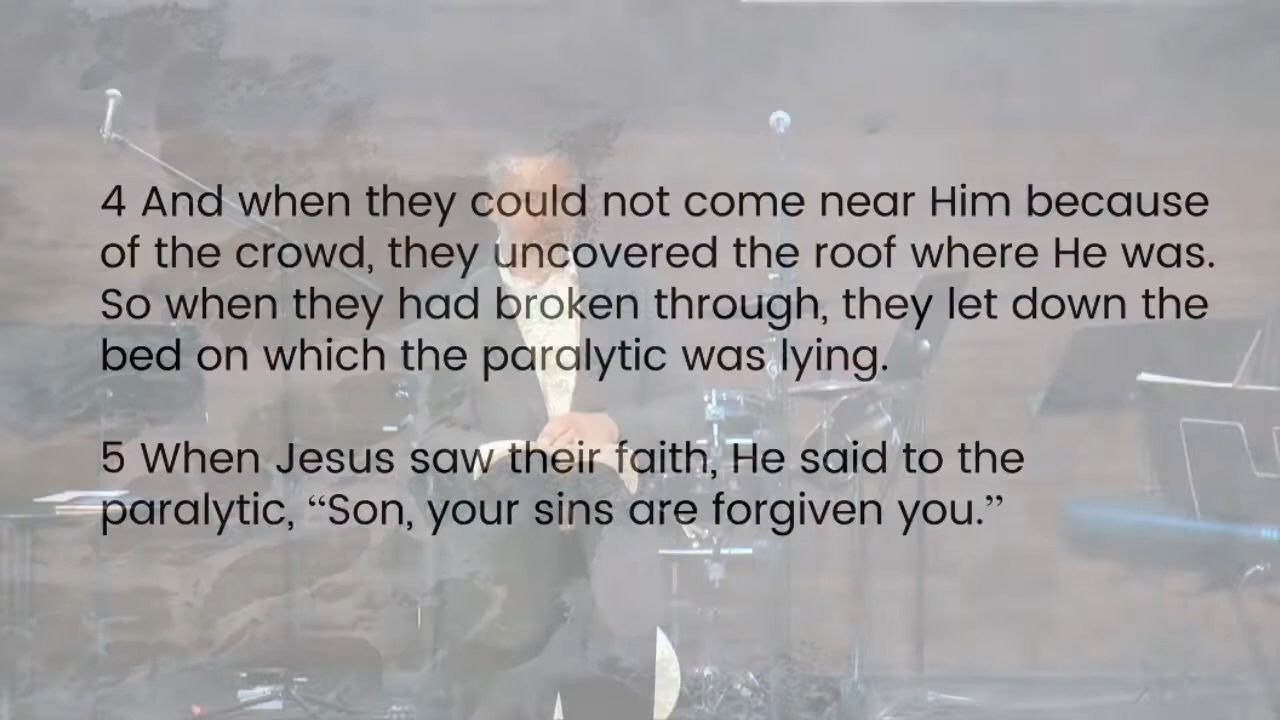 4 And when they could not come near Him because
of the crowd, they uncovered the roof where He was.
So when they had broken through, they let down the
bed on which the paralytic was lying.
5 When Jesus saw their faith, He said to the
paralytic, “Son, your sins are forgiven you.”